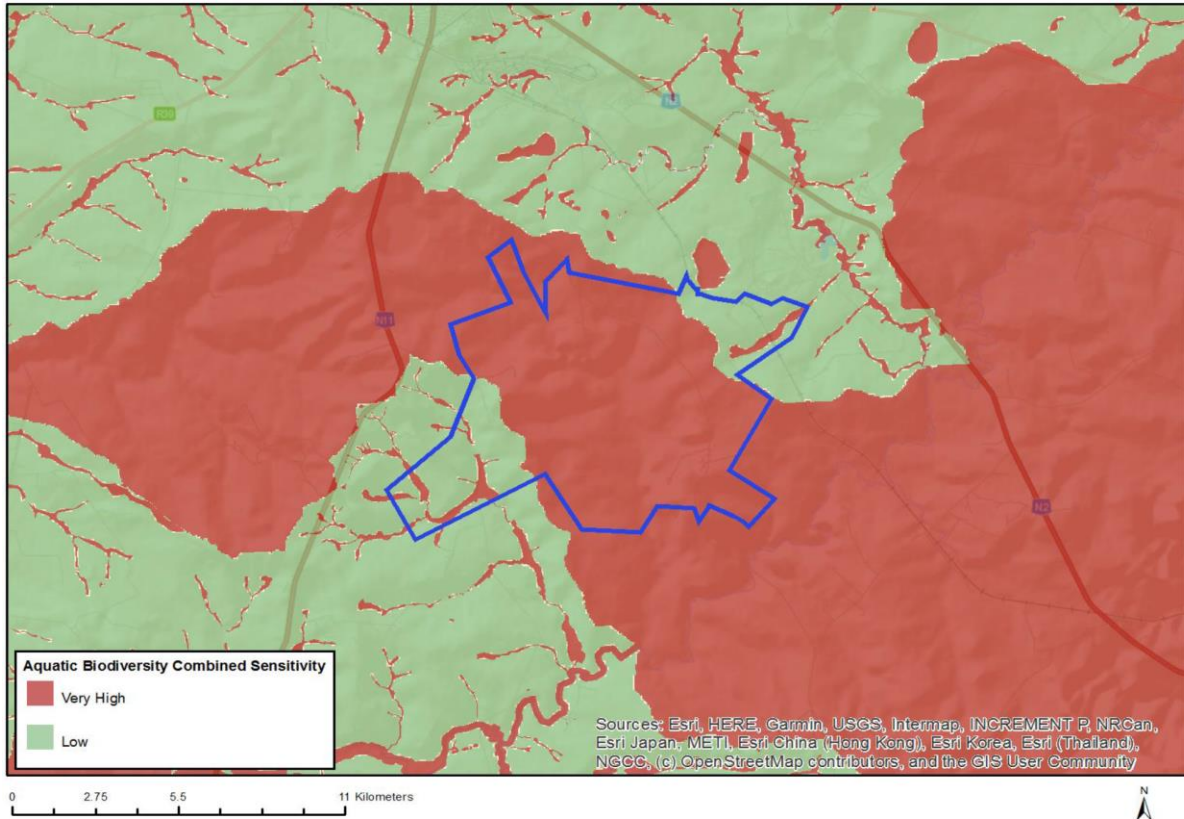 R39
N2
N11
N2
Aquatic Biodiversity Combined Sensitivity
Very High
Low
Sources: Esri, HERE, Garmin, USGS, Intermap, INCREMENT P, NRCan,
Esri Japan, METI, Esri China (Hong Kong), Esri Korea, Esri (Thailand),
NGCC, (c) OpenStreetMap contributors, and the GIS User Community
0 2.75 5.5 11 Kilometers
N